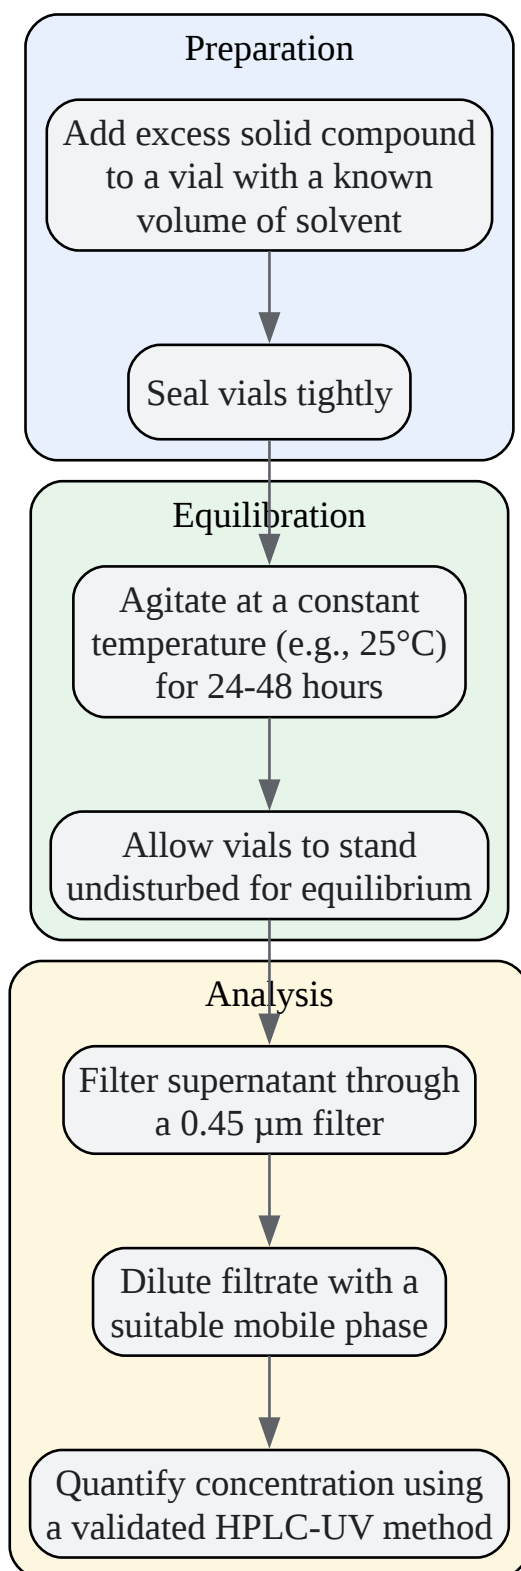 Preparation
Add excess solid compound
to a vial with a known
volume of solvent
Seal vials tightly
Equilibration
Agitate at a constant
temperature (e.g., 25°C)
for 24-48 hours
Allow vials to stand
undisturbed for equilibrium
Analysis
Filter supernatant through
a 0.45 µm filter
Dilute filtrate with a
suitable mobile phase
Quantify concentration using
a validated HPLC-UV method